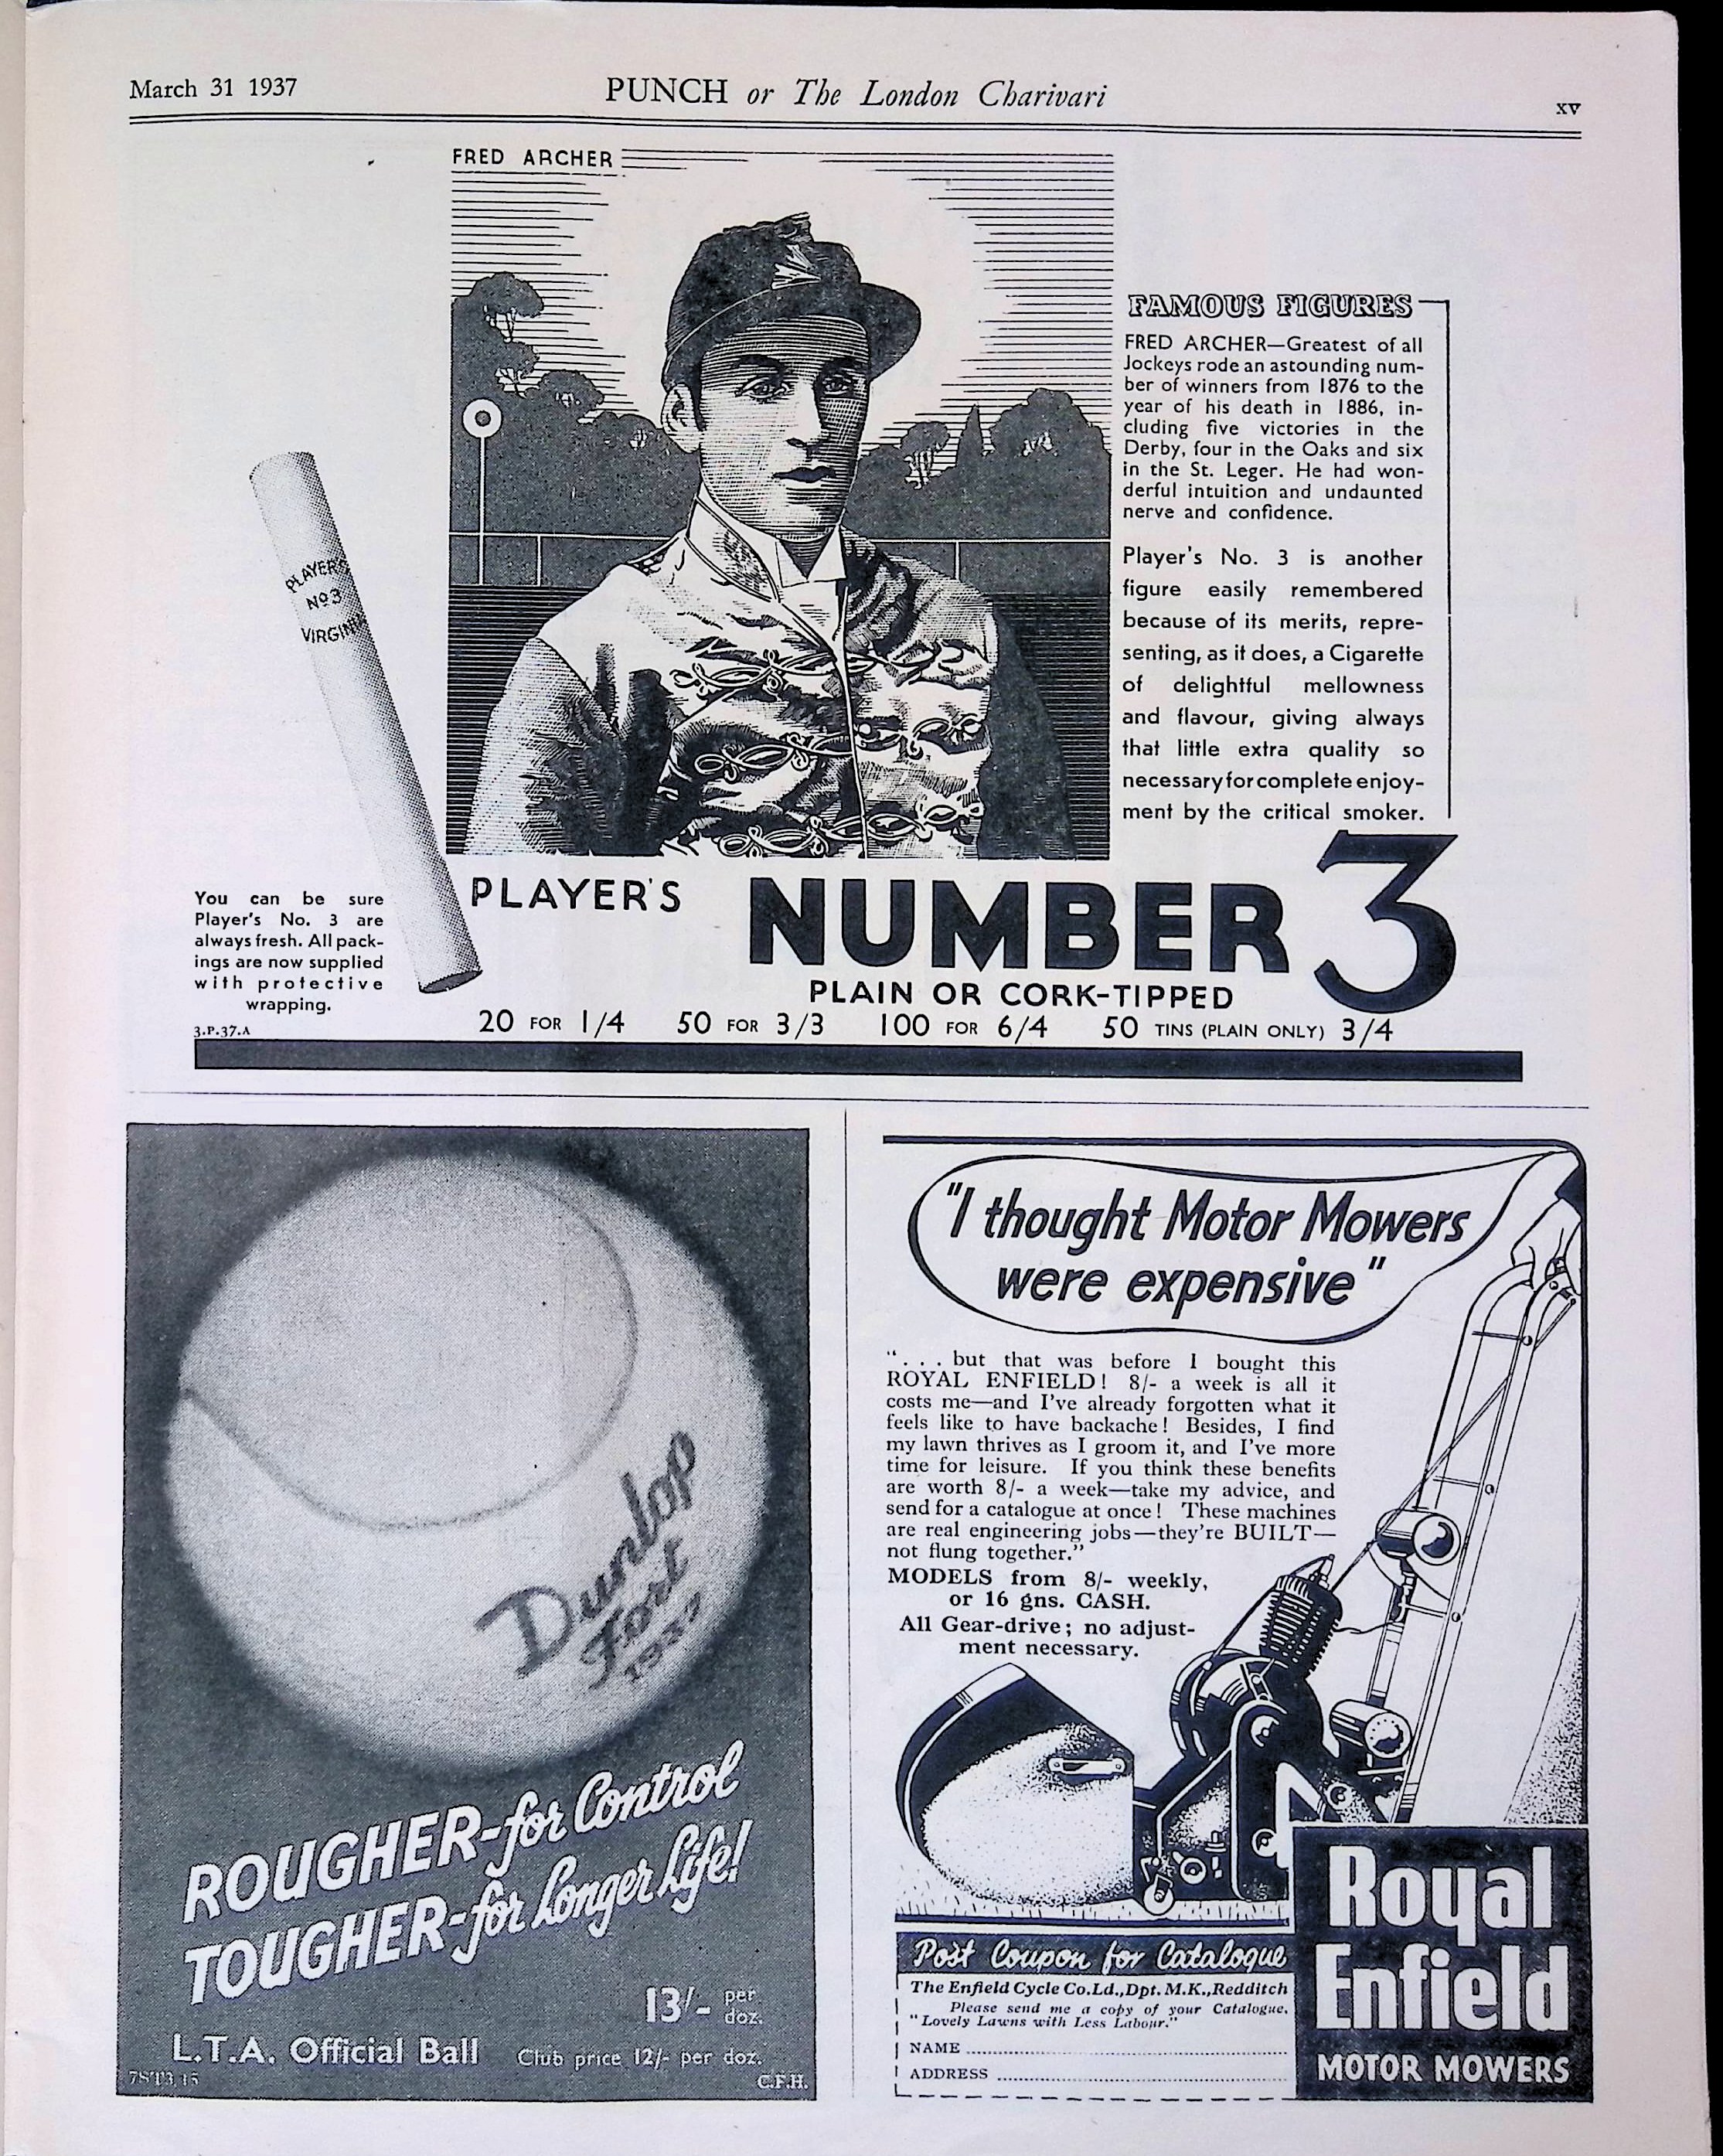 March 31 1937
PUNCH or The London Charivari
xv
FRED ARCHER
FAMOUS FIGURES
FRED ARCHER—Greatest of all
Jockeys rode an astounding num-
ber of winners from 1876 to the
year of his death in 1886, in-
cluding five victories in the
Derby, four in the Oaks and six
in the St. Leger. He had won-
derful intuition and undaunted
nerve and confidence.
Player's No. 3 is another
figure easily remembered
because of its merits, repre-
senting, as it does, a Cigarette
of delightful mellowness
and flavour, giving always
that little extra quality so
necessary for complete enjoy-
ment by the critical smoker.
PLAYER'S
No 3
VIRGINI
You can be sure
Player's No. 3 are
always fresh. All pack-
ings are now supplied
with protective
wrapping.
3.P.37.A
PLAYER'S NUMBER 3
PLAIN OR CORK-TIPPED
20 FOR 1/4 50 FOR 3/3 100 FOR 6/4 50 TINS (PLAIN ONLY) 3/4
Dunlop
Fort
1937
ROUGHER-for Control
TOUGHER-for Longer Life!
13/- per doz.
L.T.A. Official Ball Club price 12/- per doz.
C.F.H.
"I thought Motor Mowers
were expensive"
". . . but that was before I bought this
ROYAL ENFIELD! 8/- a week is all it
costs me—and I've already forgotten what it
feels like to have backache! Besides, I find
my lawn thrives as I groom it, and I've more
time for leisure. If you think these benefits
are worth 8/- a week—take my advice, and
send for a catalogue at once! These machines
are real engineering jobs—they're BUILT—
not flung together."
MODELS from 8/- weekly,
or 16 gns. CASH.
All Gear-drive; no adjust-
ment necessary.
Post Coupon for Catalogue
The Enfield Cycle Co. Ld., Dpt. M.K., Redditch
Please send me a copy of your Catalogue.
"Lovely Lawns with Less Labour."
NAME
ADDRESS
Royal
Enfield
MOTOR MOWERS